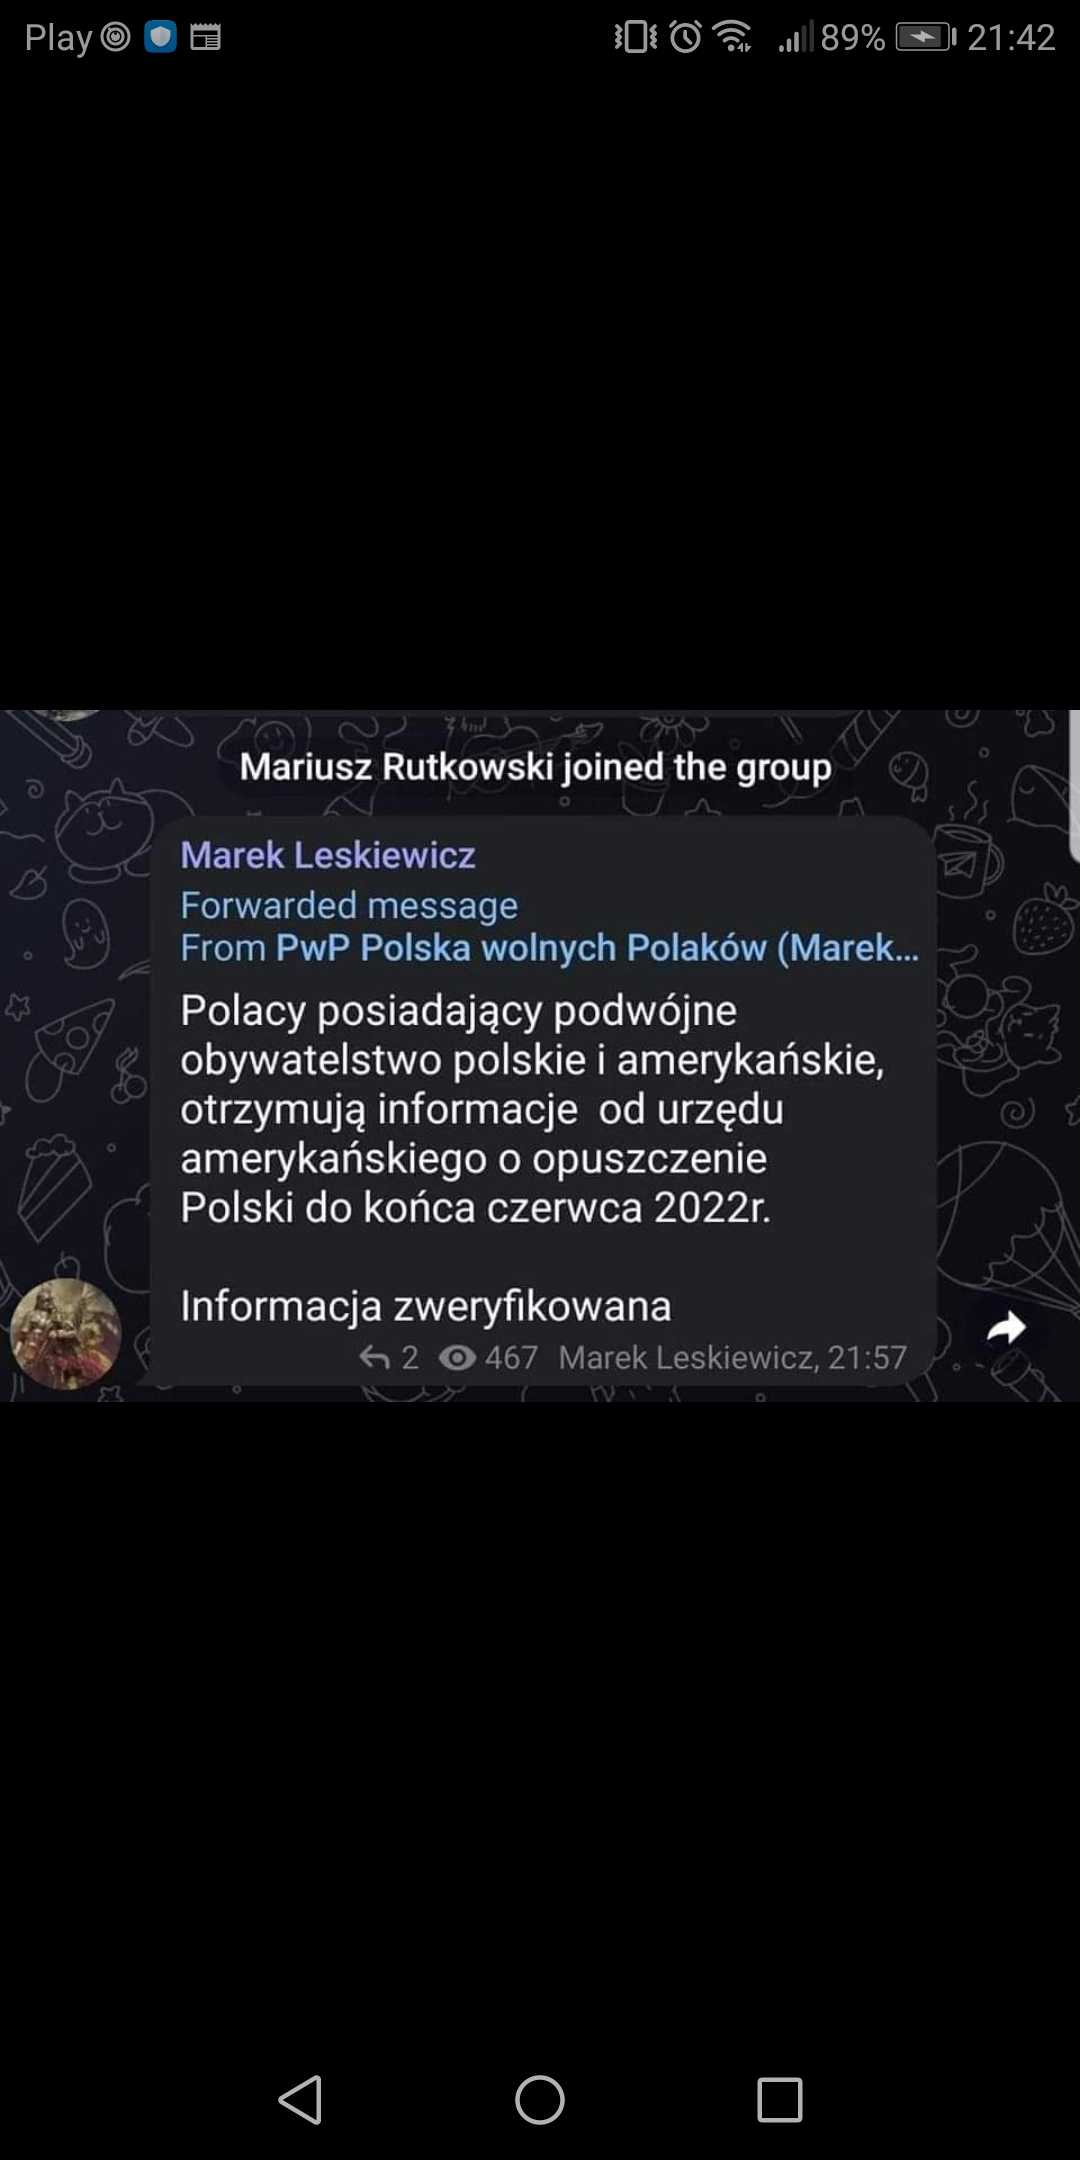 Play 89% 21:42
Mariusz Rutkowski joined the group
Marek Leskiewicz
Forwarded message
From PwP Polska wolnych Polaków (Marek...
Polacy posiadający podwójne
obywatelstwo polskie i amerykańskie,
otrzymują informacje  od urzędu
amerykańskiego o opuszczenie
Polski do końca czerwca 2022r.
Informacja zweryfikowana
2 467 Marek Leskiewicz, 21:57